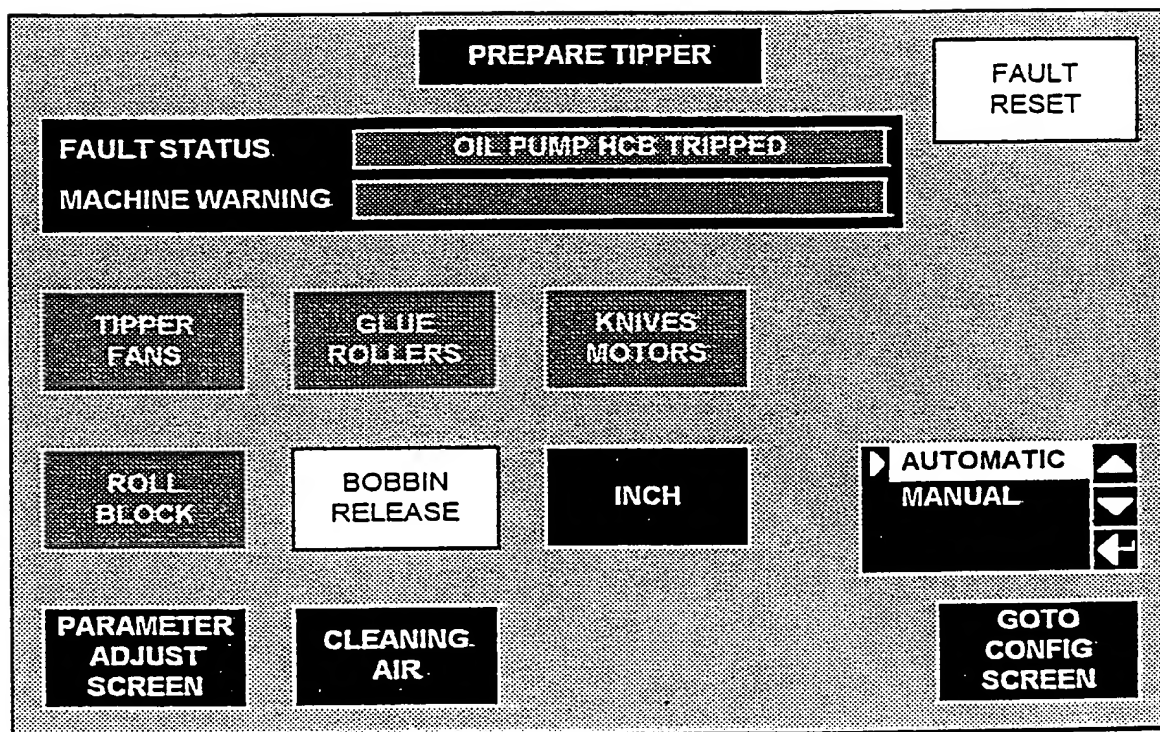 PREPARE TIPPER
FAULT
RESET
FAULT STATUS
OIL PUMP HCB TRIPPED
MACHINE WARNING
TIPPER
FANS
GLUE
ROLLERS
KNIVES
MOTORS
ROLL
BLOCK
BOBBIN
RELEASE
INCH
AUTOMATIC
MANUAL
PARAMETER
ADJUST
SCREEN
CLEANING
AIR
GOTO
CONFIG
SCREEN